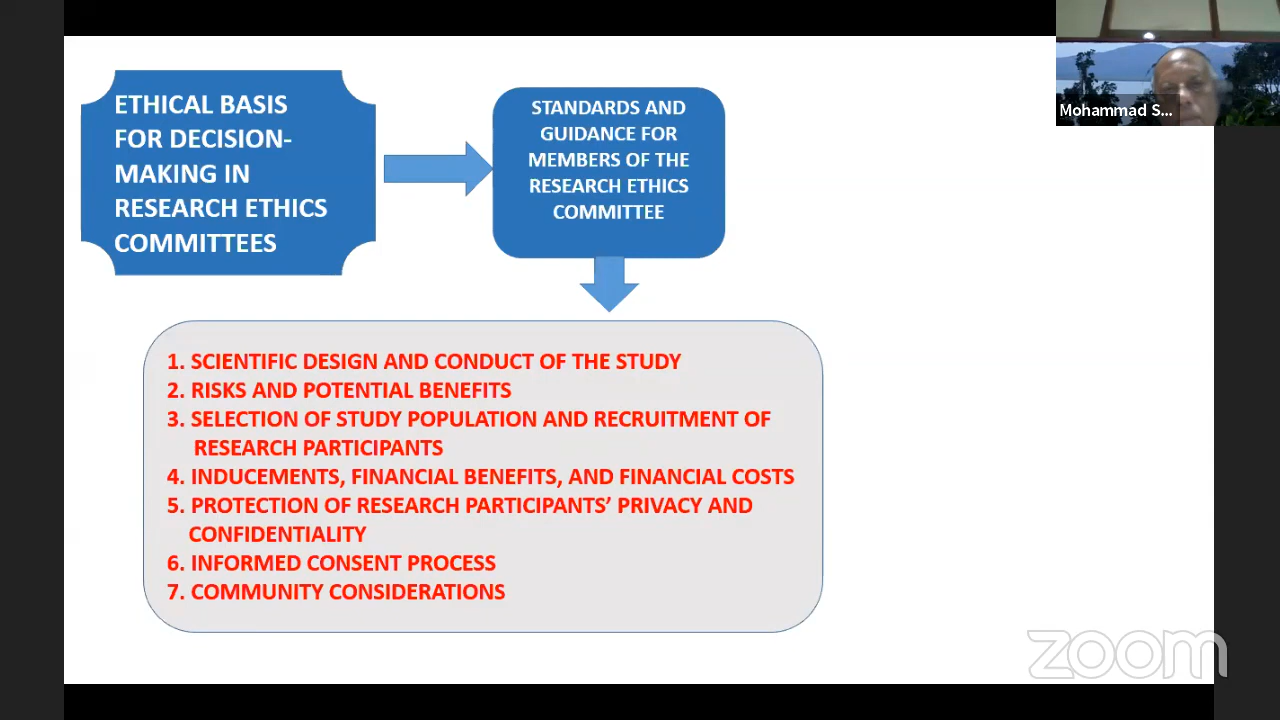 ETHICAL BASIS
FOR DECISION-
MAKING IN
RESEARCH ETHICS
COMMITTEES
STANDARDS AND
GUIDANCE FOR
MEMBERS OF THE
RESEARCH ETHICS
COMMITTEE
Mohammad S...
1. SCIENTIFIC DESIGN AND CONDUCT OF THE STUDY
2. RISKS AND POTENTIAL BENEFITS
3. SELECTION OF STUDY POPULATION AND RECRUITMENT OF
RESEARCH PARTICIPANTS
4. INDUCEMENTS, FINANCIAL BENEFITS, AND FINANCIAL COSTS
5. PROTECTION OF RESEARCH PARTICIPANTS’ PRIVACY AND
CONFIDENTIALITY
6. INFORMED CONSENT PROCESS
7. COMMUNITY CONSIDERATIONS
zoom